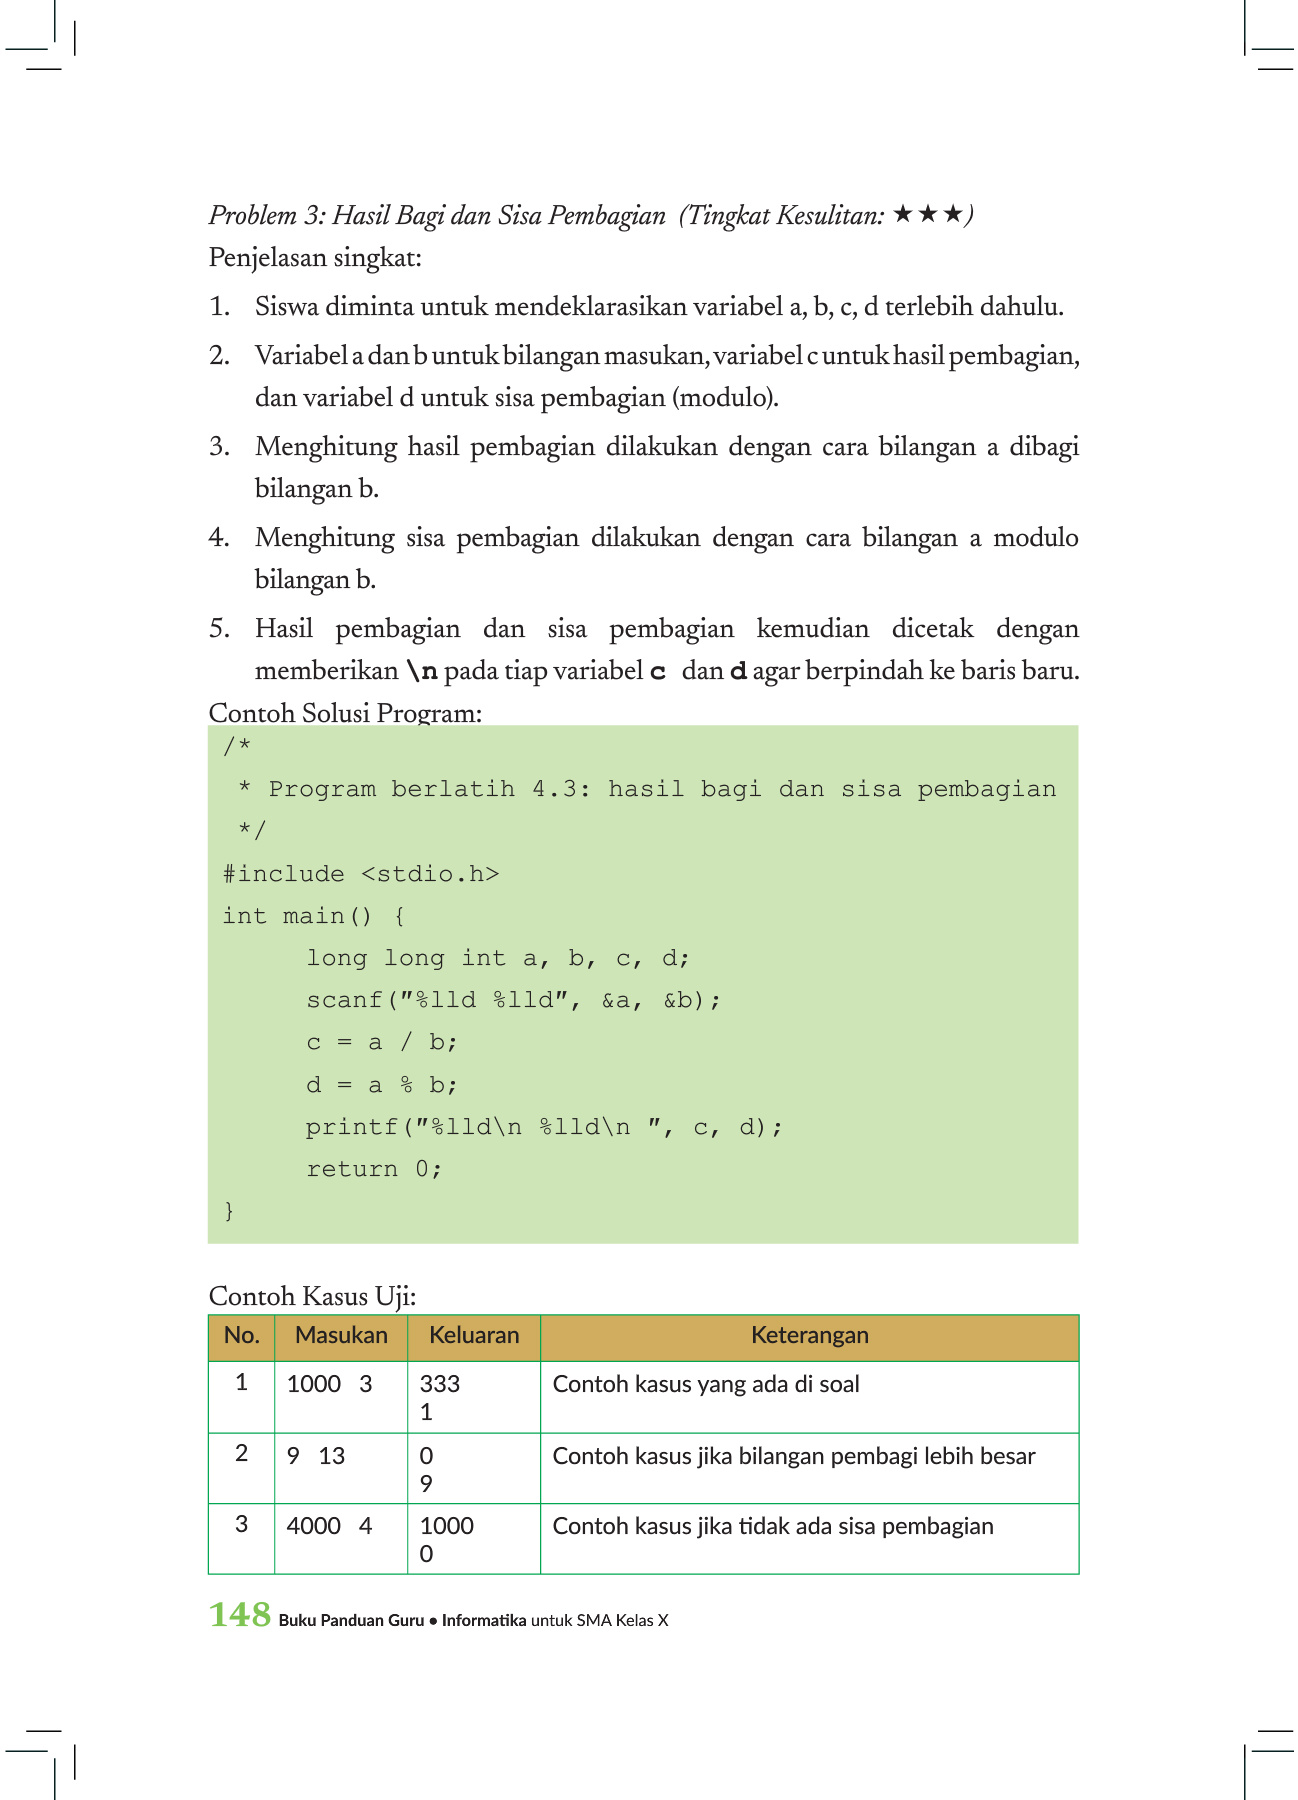 Problem 3: Hasil Bagi dan Sisa Pembagian (Tingkat Kesulitan: ★★★)
Penjelasan singkat:
1. Siswa diminta untuk mendeklarasikan variabel a, b, c, d terlebih dahulu.
2. Variabel a dan b untuk bilangan masukan, variabel c untuk hasil pembagian,
dan variabel d untuk sisa pembagian (modulo).
3. Menghitung hasil pembagian dilakukan dengan cara bilangan a dibagi
bilangan b.
4. Menghitung sisa pembagian dilakukan dengan cara bilangan a modulo
bilangan b.
5. Hasil pembagian dan sisa pembagian kemudian dicetak dengan
memberikan \n pada tiap variabel c dan d agar berpindah ke baris baru.
Contoh Solusi Program:
/*
 * Program berlatih 4.3: hasil bagi dan sisa pembagian
 */
#include <stdio.h>
int main() {
long long int a, b, c, d;
scanf("%lld %lld", &a, &b);
c = a / b;
d = a % b;
printf("%lld\n %lld\n ", c, d);
return 0;
}
Contoh Kasus Uji:
No. Masukan Keluaran Keterangan
1 1000 3 333 Contoh kasus yang ada di soal
1
2 9 13 0 Contoh kasus jika bilangan pembagi lebih besar
9
3 4000 4 1000 Contoh kasus jika tidak ada sisa pembagian
0
148 Buku Panduan Guru • Informatika untuk SMA Kelas X